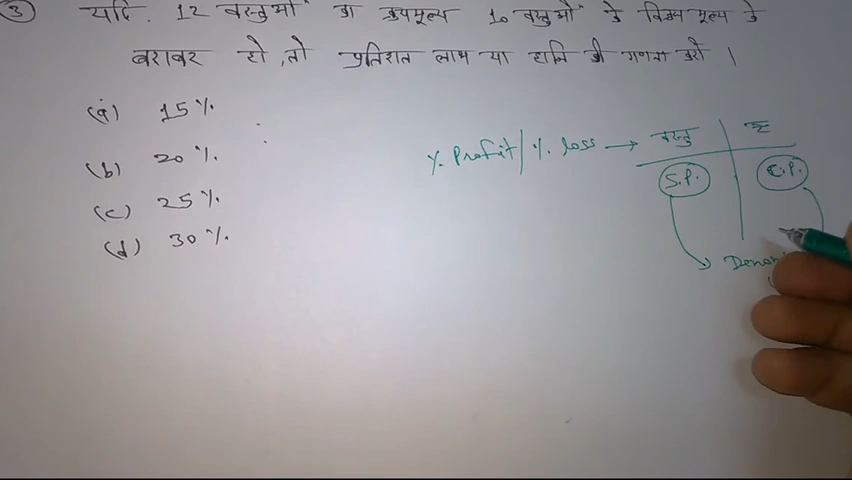 ③ यदि 12 वस्तुओं का क्रयमूल्य 10 वस्तुओं के विक्रय मूल्य के
बराबर हो, तो प्रतिशत लाभ या हानि की गणना करो।
(a) 15%
(b) 20%.
(c) 25%
(d) 30%
% Profit / % loss → वस्तु ₹
S.P. C.P.